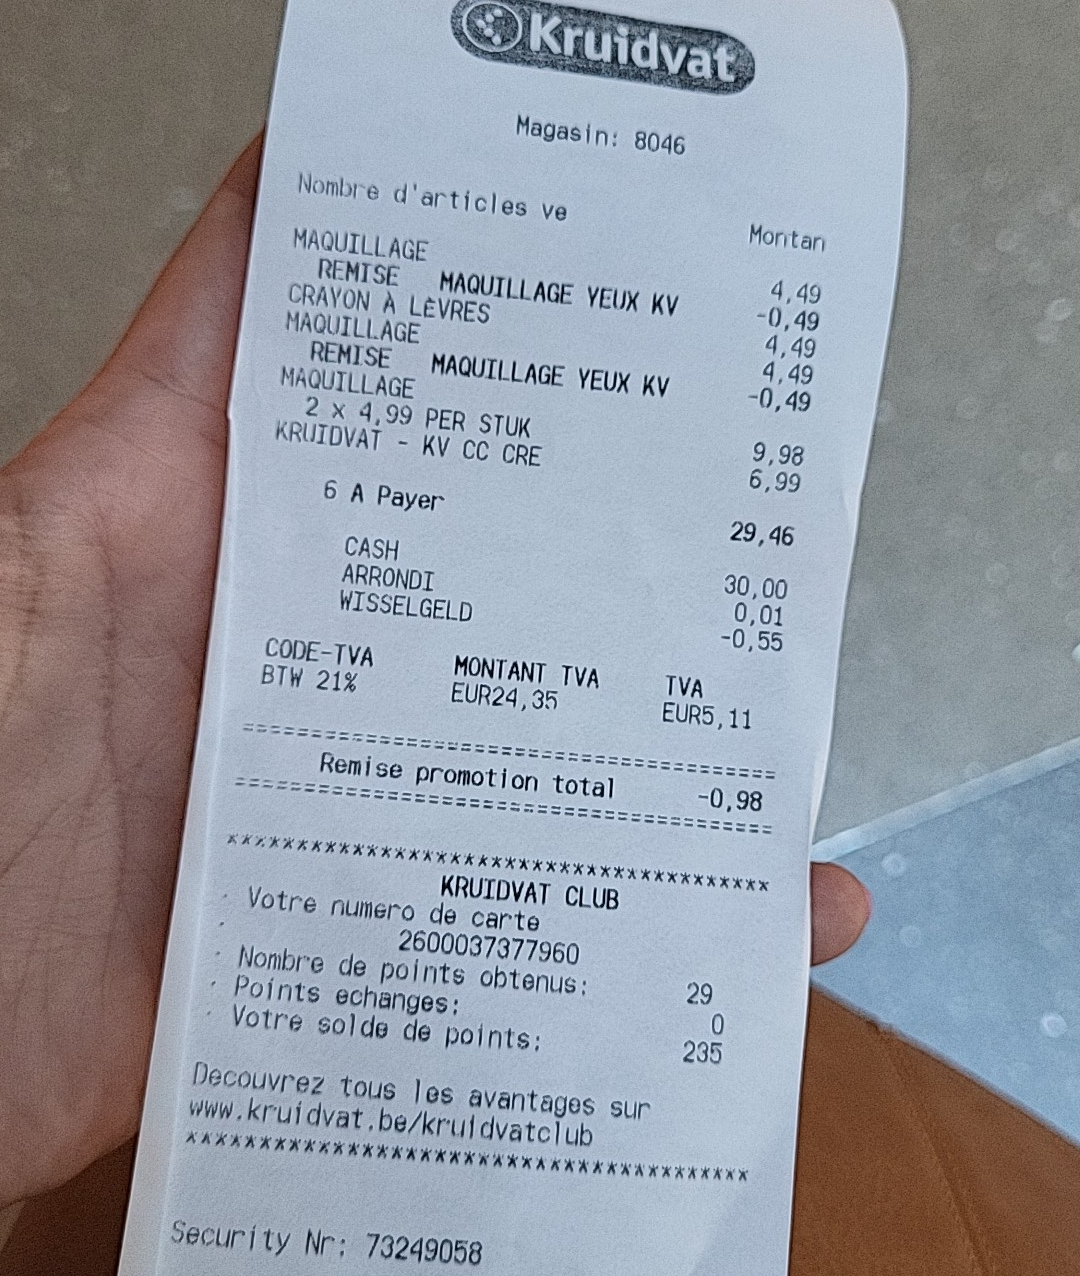 Kruidvat
Magasin: 8046
Nombre d'articles ve Montan
MAQUILLAGE 4,49
REMISE MAQUILLAGE YEUX KV -0,49
CRAYON À LÈVRES 4,49
MAQUILLAGE 4,49
REMISE MAQUILLAGE YEUX KV -0,49
MAQUILLAGE
2 x 4,99 PER STUK 9,98
KRUIDVAT - KV CC CRE 6,99
6 A Payer 29,46
CASH 30,00
ARRONDI 0,01
WISSELGELD -0,55
CODE-TVA MONTANT TVA TVA
BTW 21% EUR24,35 EUR5,11
=======================================
Remise promotion total -0,98
=======================================
***************************************
KRUIDVAT CLUB
· Votre numero de carte
· 2600037377960
· Nombre de points obtenus: 29
· Points echanges: 0
· Votre solde de points: 235
Decouvrez tous les avantages sur
www.kruidvat.be/kruidvatclub
***************************************
Security Nr: 73249058